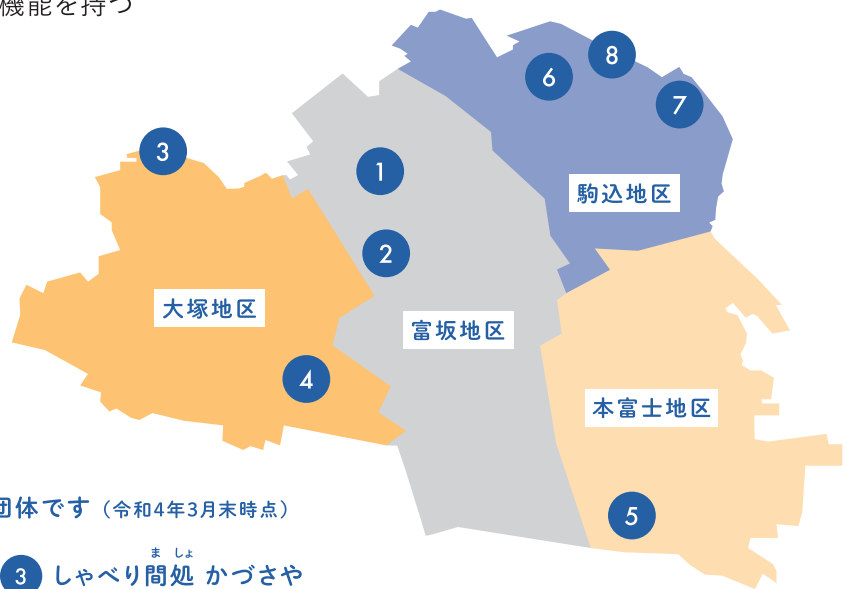 機能を持つ
8
6
7
3
1
駒込地区
2
大塚地区
富坂地区
4
本富士地区
5
団体です（令和4年3月末時点）
3 しゃべり間処 かづさや
ま しょ